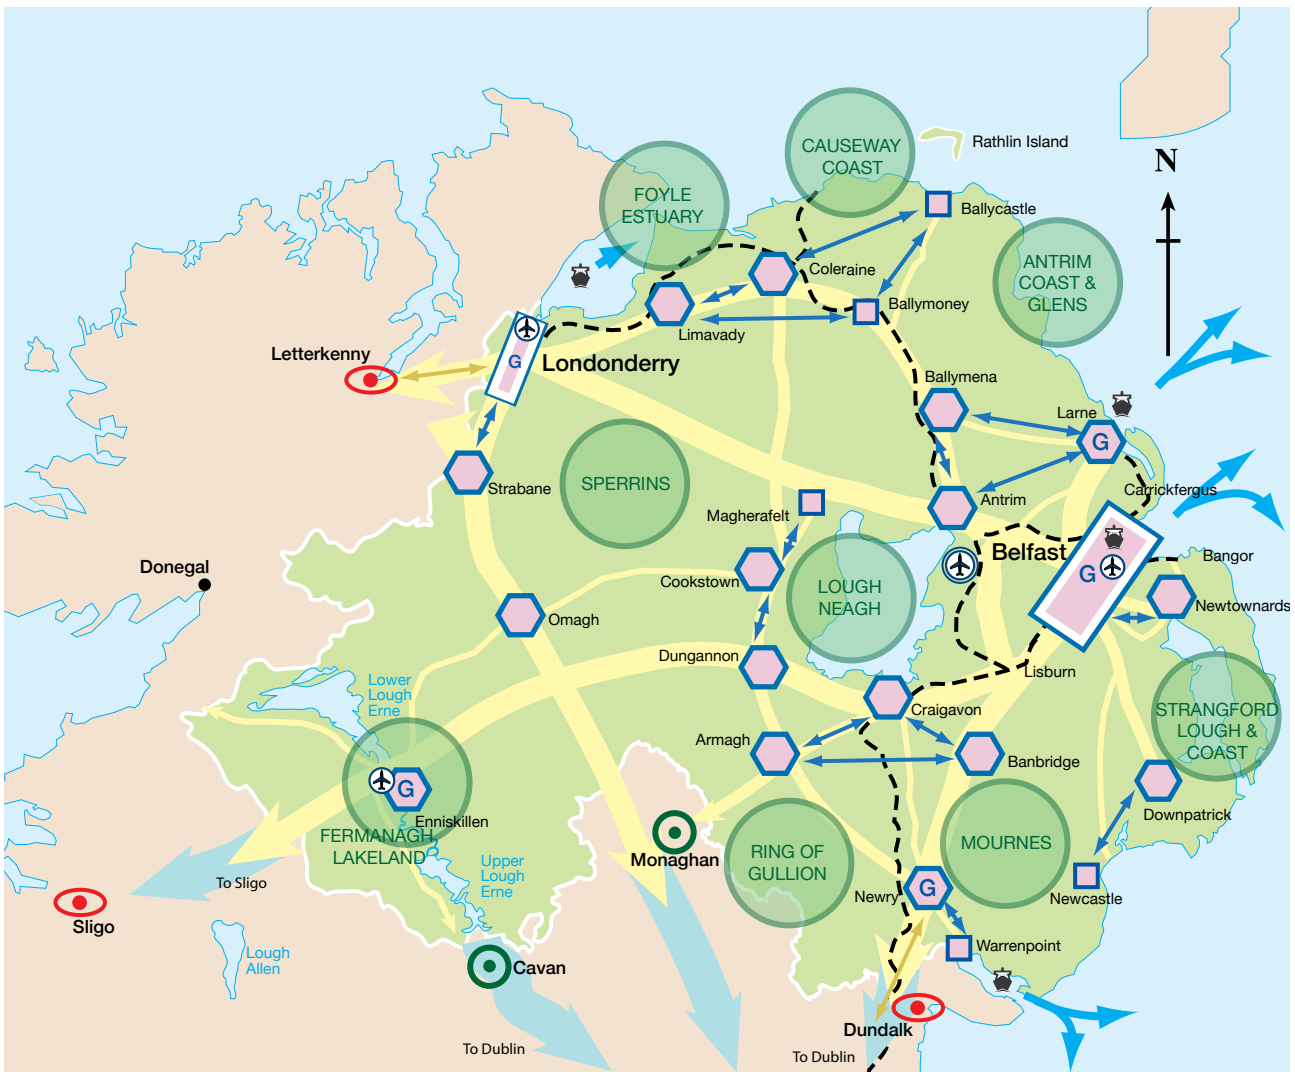 CAUSEWAY
COAST
Rathlin Island
N
FOYLE
ESTUARY
Ballycastle
ANTRIM
COAST &
GLENS
Coleraine
Ballymoney
Limavady
Letterkenny
G
Londonderry
Ballymena
Larne
G
Strabane
SPERRINS
Magherafelt
Antrim
Carrickfergus
Belfast
G
Bangor
Donegal
Cookstown
LOUGH
NEAGH
Newtownards
Omagh
Dungannon
Lisburn
Lower
Lough
Erne
Craigavon
STRANGFORD
LOUGH &
COAST
Armagh
Banbridge
G
Enniskillen
FERMANAGH
LAKELAND
Downpatrick
Monaghan
RING OF
GULLION
MOURNES
Upper
Lough
Erne
To Sligo
Newry
G
Newcastle
Sligo
Warrenpoint
Lough
Allen
Cavan
Dundalk
To Dublin
To Dublin